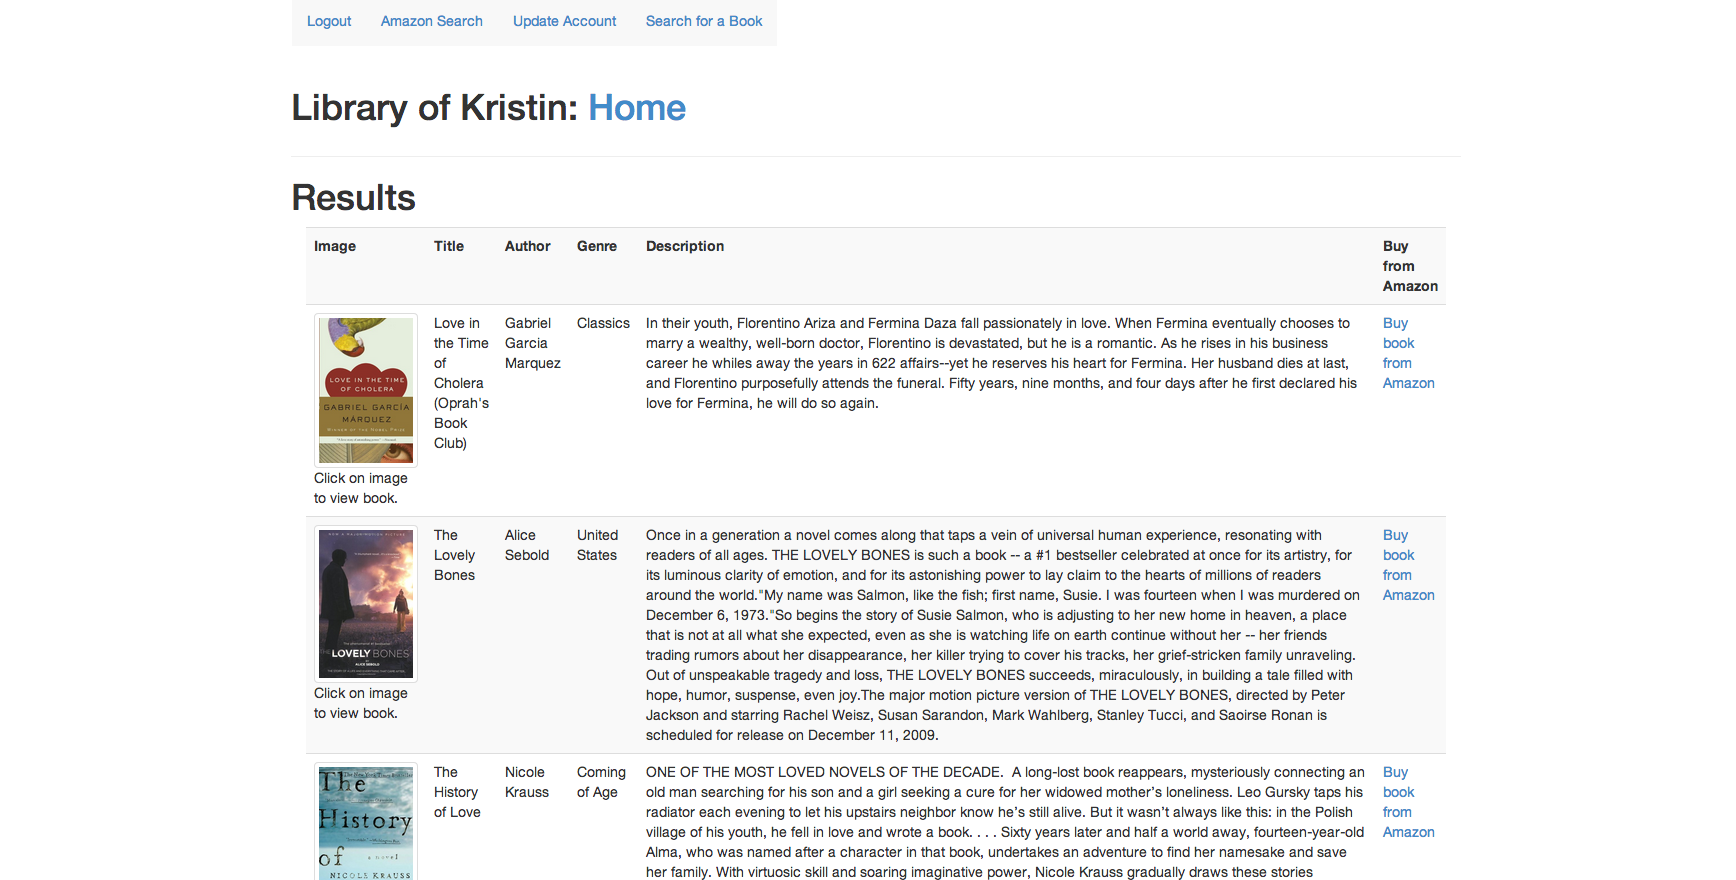 Logout Amazon Search Update Account Search for a Book
Library of Kristin: Home
Results
Image Title Author Genre Description Buy from Amazon
LOVE IN THE TIME
OF CHOLERA
GABRIEL GARCÍA
MÁRQUEZ
WINNER OF THE NOBEL PRIZE
Click on image
to view book.
Love in
the Time
of
Cholera
(Oprah's
Book
Club)
Gabriel
Garcia
Marquez
Classics
In their youth, Florentino Ariza and Fermina Daza fall passionately in love. When Fermina eventually chooses to
marry a wealthy, well-born doctor, Florentino is devastated, but he is a romantic. As he rises in his business
career he whiles away the years in 622 affairs--yet he reserves his heart for Fermina. Her husband dies at last,
and Florentino purposefully attends the funeral. Fifty years, nine months, and four days after he first declared his
love for Fermina, he will do so again.
Buy
book
from
Amazon
LOVELY BONES
ALICE SEBOLD
Click on image
to view book.
The
Lovely
Bones
Alice
Sebold
United
States
Once in a generation a novel comes along that taps a vein of universal human experience, resonating with
readers of all ages. THE LOVELY BONES is such a book -- a #1 bestseller celebrated at once for its artistry, for
its luminous clarity of emotion, and for its astonishing power to lay claim to the hearts of millions of readers
around the world."My name was Salmon, like the fish; first name, Susie. I was fourteen when I was murdered on
December 6, 1973."So begins the story of Susie Salmon, who is adjusting to her new home in heaven, a place
that is not at all what she expected, even as she is watching life on earth continue without her -- her friends
trading rumors about her disappearance, her killer trying to cover his tracks, her grief-stricken family unraveling.
Out of unspeakable tragedy and loss, THE LOVELY BONES succeeds, miraculously, in building a tale filled with
hope, humor, suspense, even joy.The major motion picture version of THE LOVELY BONES, directed by Peter
Jackson and starring Rachel Weisz, Susan Sarandon, Mark Wahlberg, Stanley Tucci, and Saoirse Ronan is
scheduled for release on December 11, 2009.
Buy
book
from
Amazon
The
History
of
a novel
NICOLE KRAUSS
The
History
of Love
Nicole
Krauss
Coming
of Age
ONE OF THE MOST LOVED NOVELS OF THE DECADE. A long-lost book reappears, mysteriously connecting an
old man searching for his son and a girl seeking a cure for her widowed mother’s loneliness. Leo Gursky taps his
radiator each evening to let his upstairs neighbor know he’s still alive. But it wasn’t always like this: in the Polish
village of his youth, he fell in love and wrote a book. . . . Sixty years later and half a world away, fourteen-year-old
Alma, who was named after a character in that book, undertakes an adventure to find her namesake and save
her family. With virtuosic skill and soaring imaginative power, Nicole Krauss gradually draws these stories
Buy
book
from
Amazon